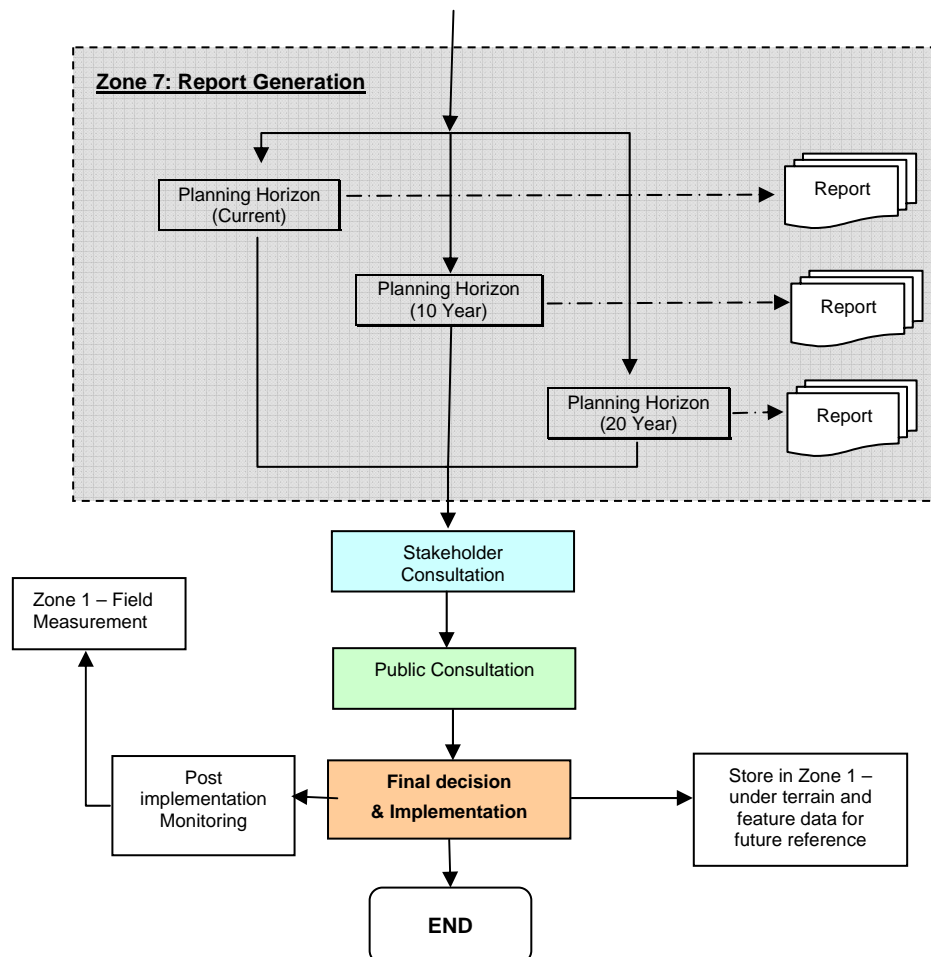 Zone 7: Report Generation
Planning Horizon
(Current)
Report
Planning Horizon
(10 Year)
Report
Planning Horizon
(20 Year)
Report
Stakeholder
Consultation
Zone 1 – Field
Measurement
Public Consultation
Post
implementation
Monitoring
Final decision
& Implementation
Store in Zone 1 –
under terrain and
feature data for
future reference
END